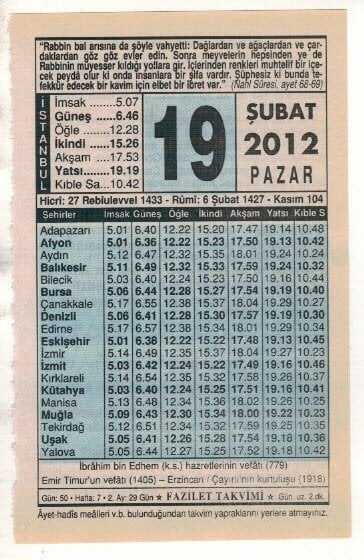 "Rabbin bal arısına da şöyle vahyetti: Dağlardan ve ağaçlardan ve çar-
daklardan göz göz evler edin. Sonra meyvelerin hepsinden ye de
Rabbinin müyesser kıldığı yollara gir. İçlerinden renkleri muhtelif bir içe-
cek peydâ olur ki onda insanlara bir şifa vardır. Şüphesiz ki bunda te-
fekkür edecek bir kavim için elbet bir ibret var." (Nahl Sûresi, ayet 68-69)
İSTANBUL
İmsak 5.07
Güneş 6.46
Öğle 12.28
İkindi 15.26
Akşam 17.53
Yatsı 19.19
Kıble Sa... 10.42
19
ŞUBAT
2012
PAZAR
Hicrî: 27 Rebiulevvel 1433 - Rûmî: 6 Şubat 1427 - Kasım 104
Şehirler İmsak Güneş Öğle İkindi Akşam Yatsı Kıble S
Adapazarı 5.01 6.40 12.22 15.20 17.47 19.14 10.48
Afyon 5.01 6.36 12.22 15.23 17.50 19.13 10.42
Aydın 5.12 6.47 12.32 15.35 18.01 19.24 10.24
Balıkesir 5.11 6.49 12.32 15.33 17.59 19.24 10.32
Bilecik 5.03 6.40 12.24 15.23 17.50 19.16 10.44
Bursa 5.06 6.44 12.28 15.27 17.54 19.19 10.40
Çanakkale 5.17 6.55 12.38 15.37 18.04 19.29 10.27
Denizli 5.06 6.41 12.28 15.30 17.57 19.19 10.30
Edirne 5.17 6.57 12.38 15.34 18.01 19.29 10.34
Eskişehir 5.01 6.38 12.22 15.22 17.48 19.13 10.45
İzmir 5.14 6.49 12.35 15.37 18.04 19.26 10.23
İzmit 5.03 6.42 12.24 15.22 17.49 19.16 10.46
Kırklareli 5.14 6.54 12.35 15.32 17.58 19.26 10.37
Kütahya 5.03 6.40 12.24 15.25 17.51 19.16 10.41
Manisa 5.13 6.48 12.34 15.36 18.02 19.26 10.25
Muğla 5.09 6.43 12.30 15.34 18.00 19.22 10.23
Tekirdağ 5.12 6.51 12.34 15.32 17.58 19.25 10.35
Uşak 5.05 6.41 12.26 15.28 17.54 19.18 10.36
Yalova 5.05 6.44 12.27 15.25 17.52 19.18 10.42
İbrâhim bin Edhem (k.s.) hazretlerinin vefâtı (779)
Emir Timur'un vefâtı (1405) – Erzincan / Çayırlı'nın kurtuluşu (1918)
Gün: 50 • Hafta: 7 • 2. Ay: 29 Gün ★ FAZİLET TAKVİMİ ★ Gün uz. 2 dk.
Âyet-hadîs meâlleri v.b. bulunduğundan takvim yapraklarını yerlere atmayınız.